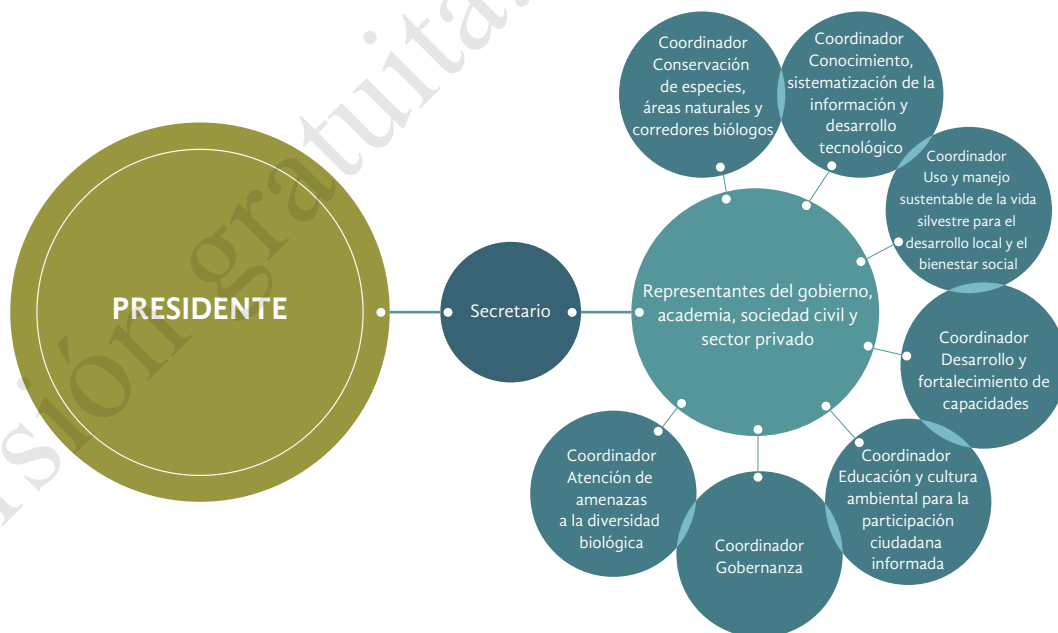 PRESIDENTE
Secretario
Representantes del gobierno,
academia, sociedad civil y
sector privado
Coordinador
Conservación
de especies,
áreas naturales y
corredores biólogos
Coordinador
Conocimiento,
sistematización de la
información y
desarrollo
tecnológico
Coordinador
Uso y manejo
sustentable de la vida
silvestre para el
desarrollo local y el
bienestar social
Coordinador
Desarrollo y
fortalecimiento de
capacidades
Coordinador
Educación y cultura
ambiental para la
participación
ciudadana
informada
Coordinador
Gobernanza
Coordinador
Atención de
amenazas
a la diversidad
biológica
gratuita